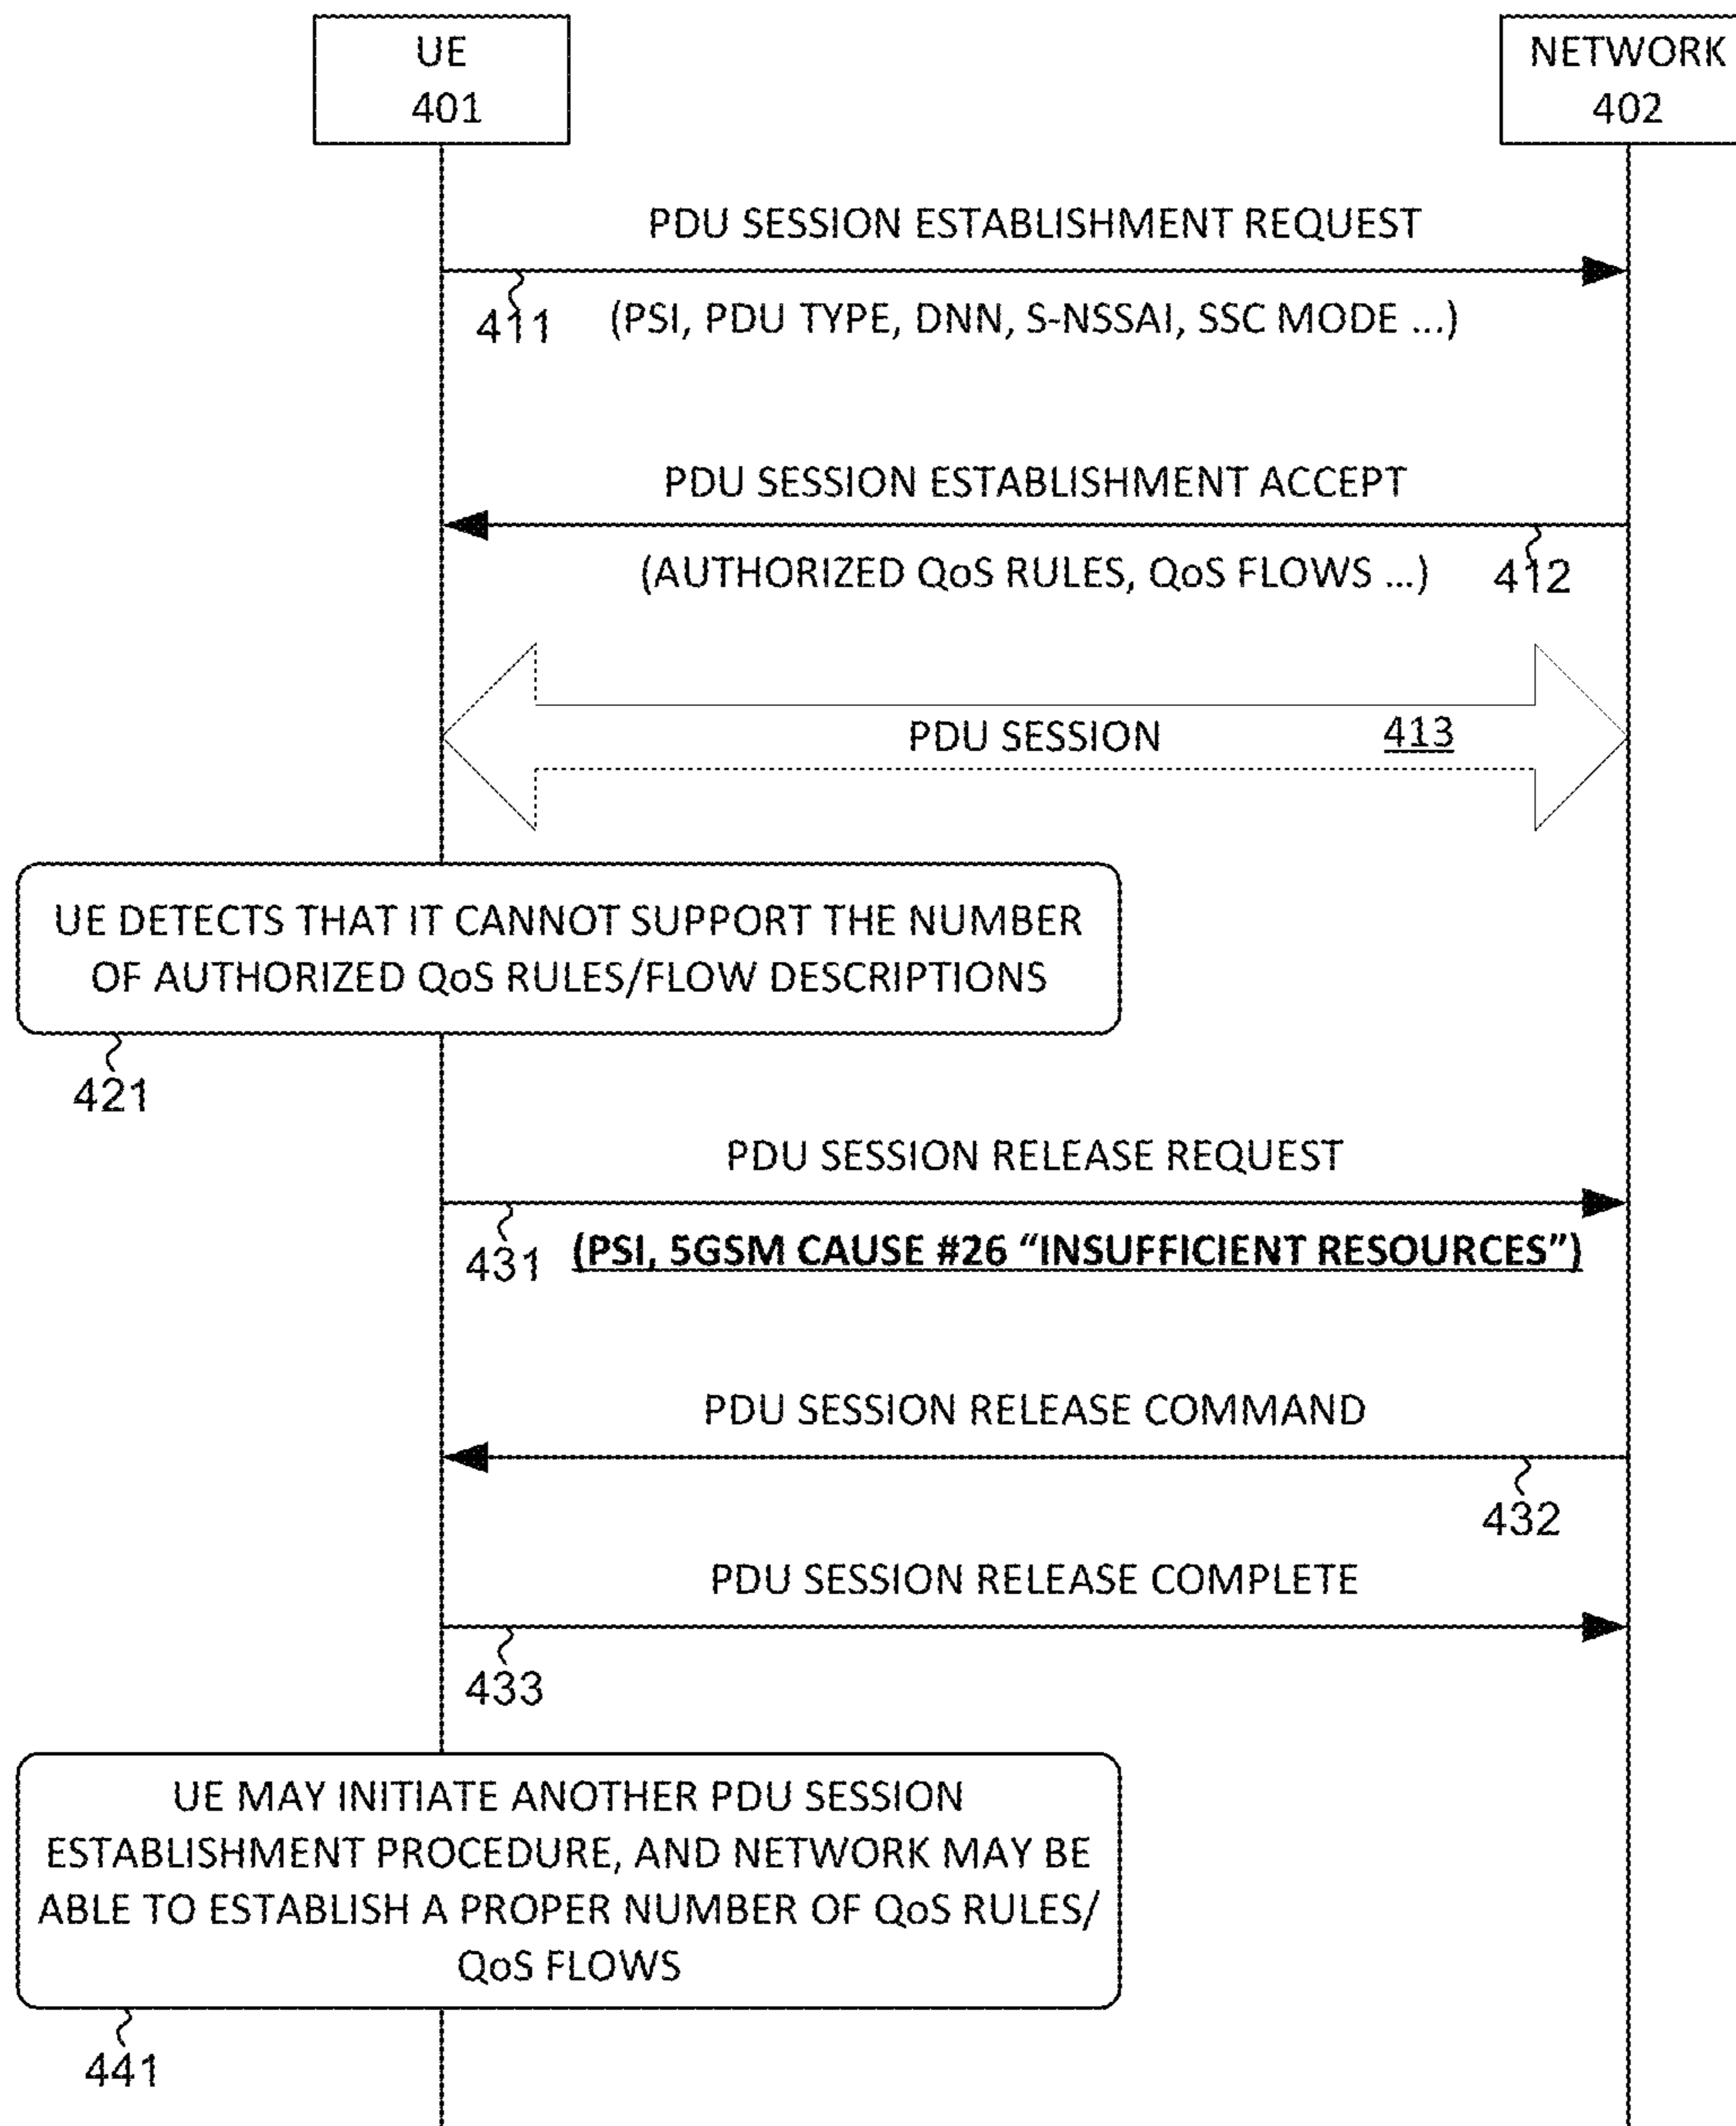 UE
401
NETWORK
402
PDU SESSION ESTABLISHMENT REQUEST
411
(PSI, PDU TYPE, DNN, S-NSSAI, SSC MODE ...)
PDU SESSION ESTABLISHMENT ACCEPT
(AUTHORIZED QoS RULES, QoS FLOWS ...)
412
PDU SESSION
413
UE DETECTS THAT IT CANNOT SUPPORT THE NUMBER
OF AUTHORIZED QoS RULES/FLOW DESCRIPTIONS
421
PDU SESSION RELEASE REQUEST
431
(PSI, 5GSM CAUSE #26 “INSUFFICIENT RESOURCES”)
PDU SESSION RELEASE COMMAND
432
PDU SESSION RELEASE COMPLETE
433
UE MAY INITIATE ANOTHER PDU SESSION
ESTABLISHMENT PROCEDURE, AND NETWORK MAY BE
ABLE TO ESTABLISH A PROPER NUMBER OF QoS RULES/
QoS FLOWS
441